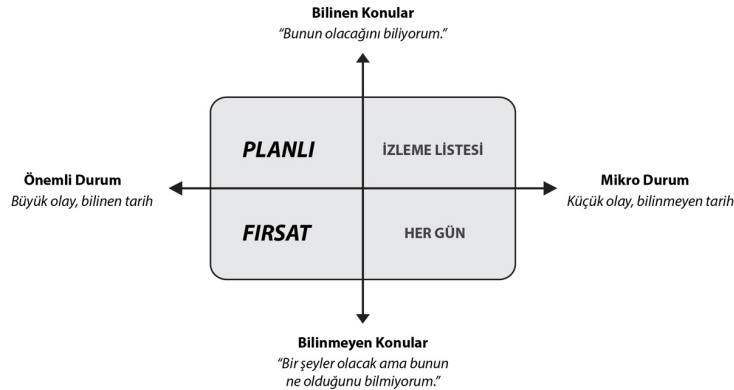 Bilinen Konular
“Bunun olacağını biliyorum.”
PLANLI
İZLEME LİSTESİ
Önemli Durum
Büyük olay, bilinen tarih
Mikro Durum
Küçük olay, bilinmeyen tarih
FIRSAT
HER GÜN
Bilinmeyen Konular
“Bir şeyler olacak ama bunun
ne olduğunu bilmiyorum.”